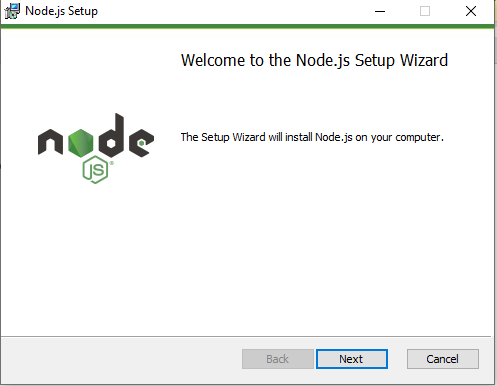 Node.js Setup
Welcome to the Node.js Setup Wizard
The Setup Wizard will install Node.js on your computer.
node
JS
®
Back
Next
Cancel